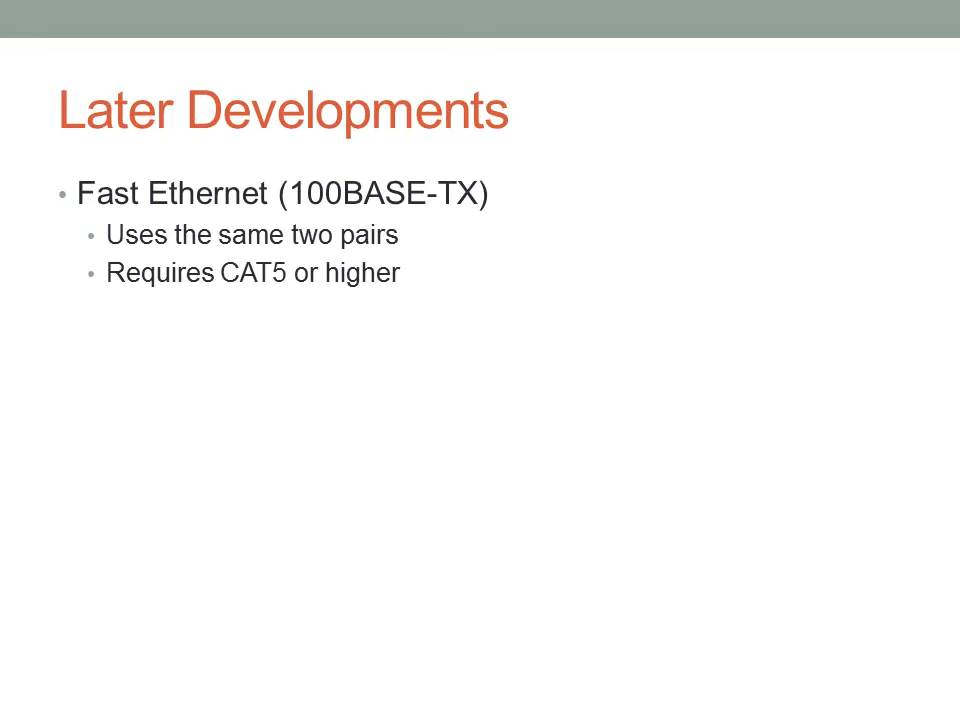 Later Developments
• Fast Ethernet (100BASE-TX)
• Uses the same two pairs
• Requires CAT5 or higher